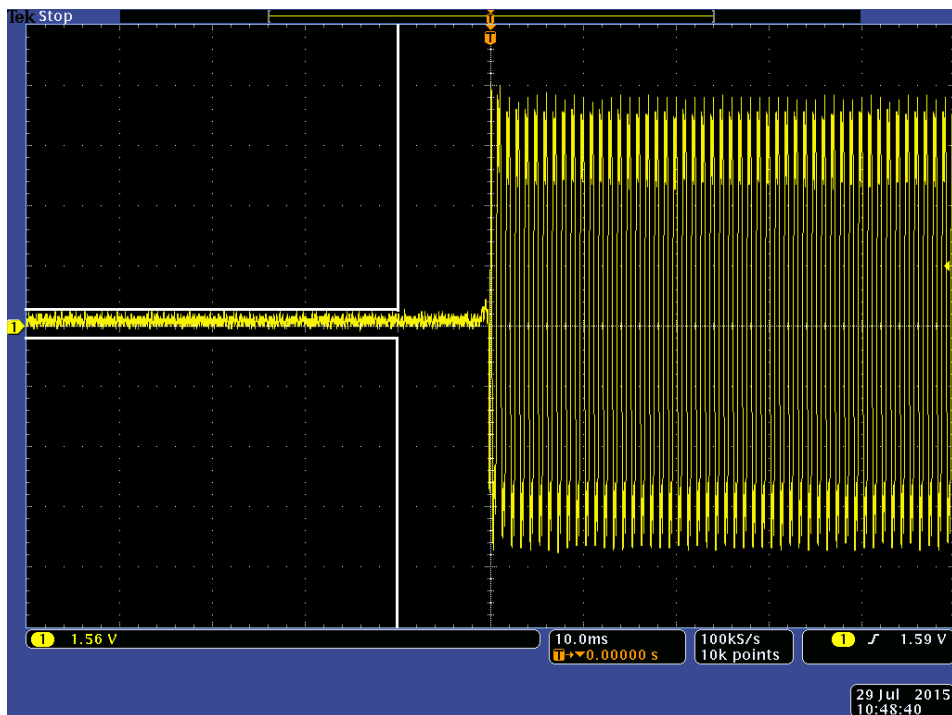 Tek Stop
T
T
1
1 1.56 V
10.0ms
T→▼0.00000 s
100kS/s
10k points
1 ƒ 1.59 V
29 Jul 2015
10:48:40